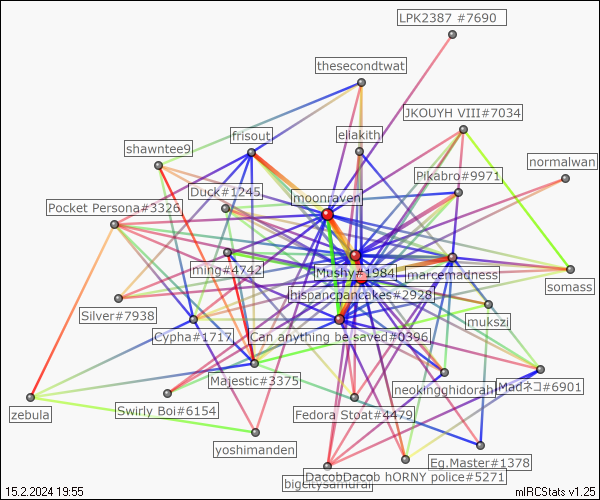 LPK2387 #7690
thesecondtwat
JKOUYH VIII#7034
frisout
eliakith
shawntee9
normalwan
Pikabro#9971
Duck#1245
moonraven
Pocket Persona#3326
ming#4742
Mushy#1984
marcemadness
somass
hispancpancakes#2928
Silver#7938
mukszi
Cypha#1717
Can anything be saved#0396
Majestic#3375
neokingghidorah
Madネコ#6901
zebula
Swirly Boi#6154
Fedora Stoat#4479
yoshimanden
Eg.Master#1378
DacobDacob hORNY police#5271
bigcitysamurai
15.2.2024 19:55
mIRCStats v1.25